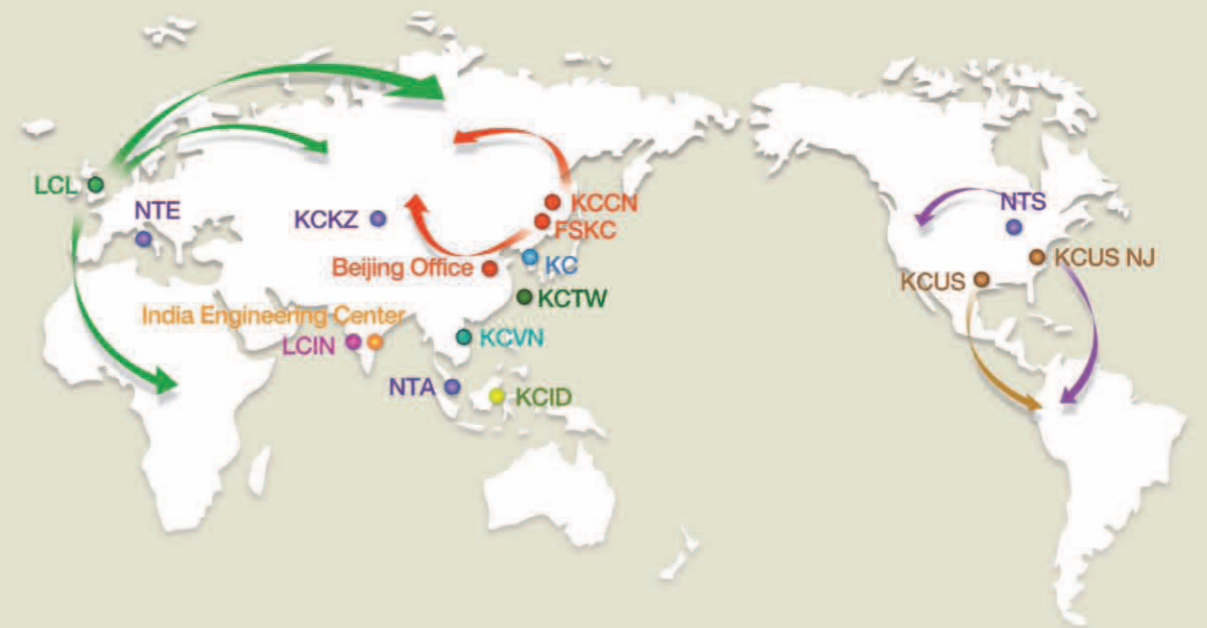 LCL
NTE
KCKZ
KCCN
FSKC
Beijing Office
KC
KCTW
India Engineering Center
LCIN
KCVN
NTA
KCID
NTS
KCUS NJ
KCUS